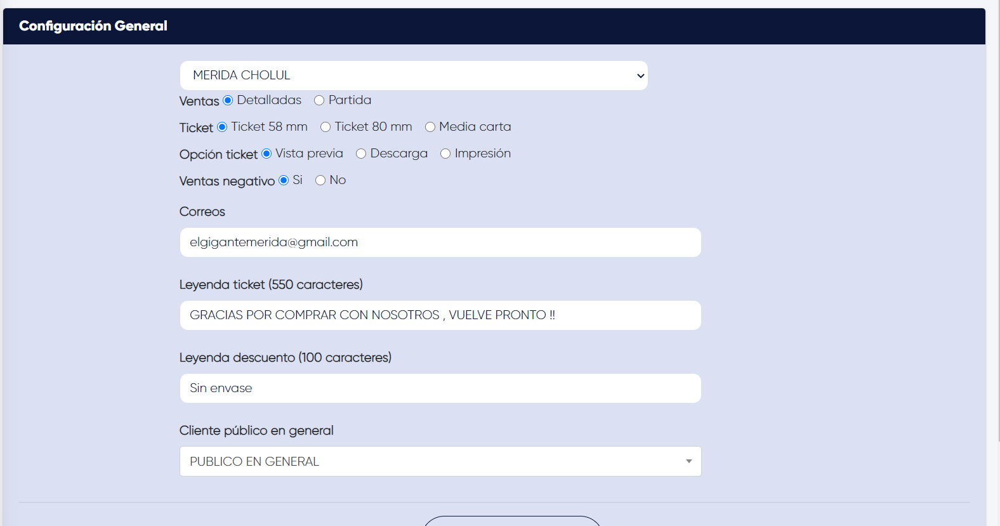 Configuración General
MERIDA CHOLUL
Ventas Detalladas Partida
Ticket Ticket 58 mm Ticket 80 mm Media carta
Opción ticket Vista previa Descarga Impresión
Ventas negativo Si No
Correos
elgigantemerida@gmail.com
Leyenda ticket (550 caracteres)
GRACIAS POR COMPRAR CON NOSOTROS , VUELVE PRONTO !!
Leyenda descuento (100 caracteres)
Sin envase
Cliente público en general
PUBLICO EN GENERAL